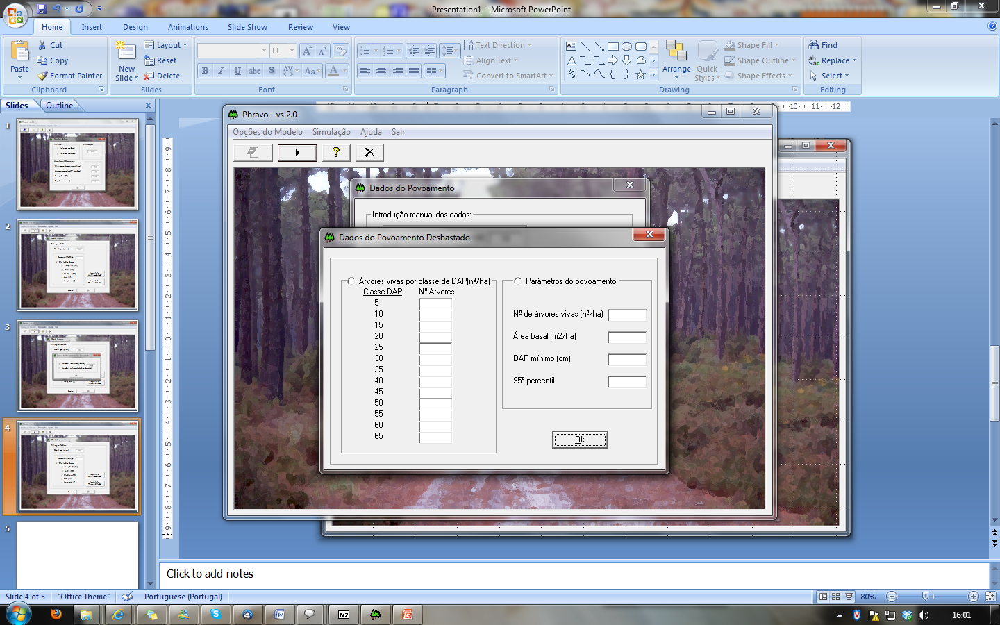 Presentation1 - Microsoft PowerPoint
Home Insert Design Animations Slide Show Review View
Paste
Cut
Copy
Format Painter
Clipboard
New Slide
Layout
Reset
Delete
Slides
11
B I U abc S AV Aa A
Font
Text Direction
Align Text
Convert to SmartArt
Paragraph
Arrange
Quick Styles
Shape Fill
Shape Outline
Shape Effects
Drawing
Find
Replace
Select
Editing
Slides Outline
1
2
3
4
5
Pbravo - vs 2.0
Opções do Modelo Simulação Ajuda Sair
Dados do Povoamento
Introdução manual dos dados:
Dados do Povoamento Desbastado
Árvores vivas por classe de DAP(nº/ha)
Classe DAP Nº Árvores
5
10
15
20
25
30
35
40
45
50
55
60
65
Parâmetros do povoamento
Nº de árvores vivas (nº/ha)
Área basal (m2/ha)
DAP mínimo (cm)
95º percentil
Ok
Click to add notes
Slide 4 of 5 "Office Theme" Portuguese (Portugal) 80%
16:01